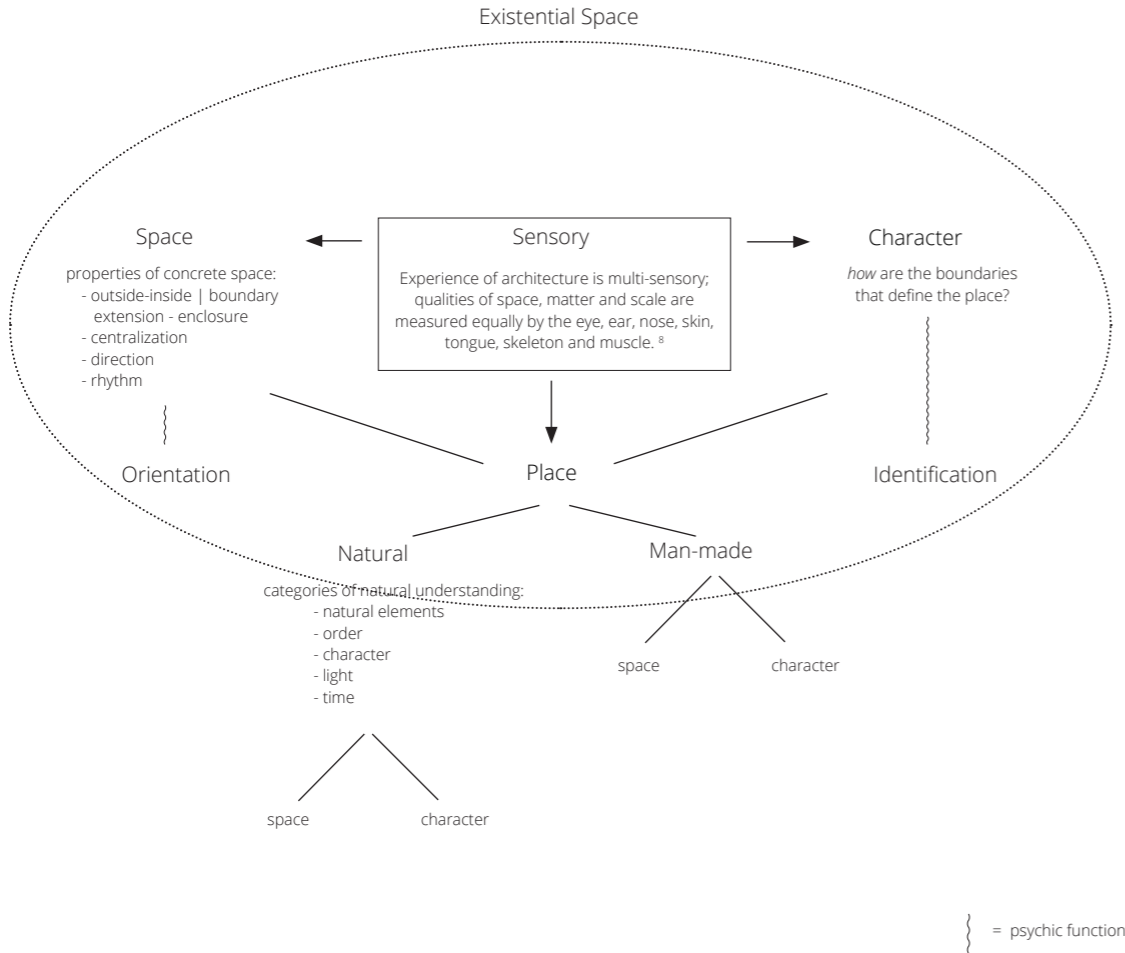 Existential Space
Space
properties of concrete space:
- outside-inside | boundary
extension - enclosure
- centralization
- direction
- rhythm
Orientation
Sensory
Experience of architecture is multi-sensory;
qualities of space, matter and scale are
measured equally by the eye, ear, nose, skin,
tongue, skeleton and muscle. ⁸
Character
how are the boundaries
that define the place?
Identification
Place
Natural
categories of natural understanding:
- natural elements
- order
- character
- light
- time
space
character
Man-made
space
character
= psychic function